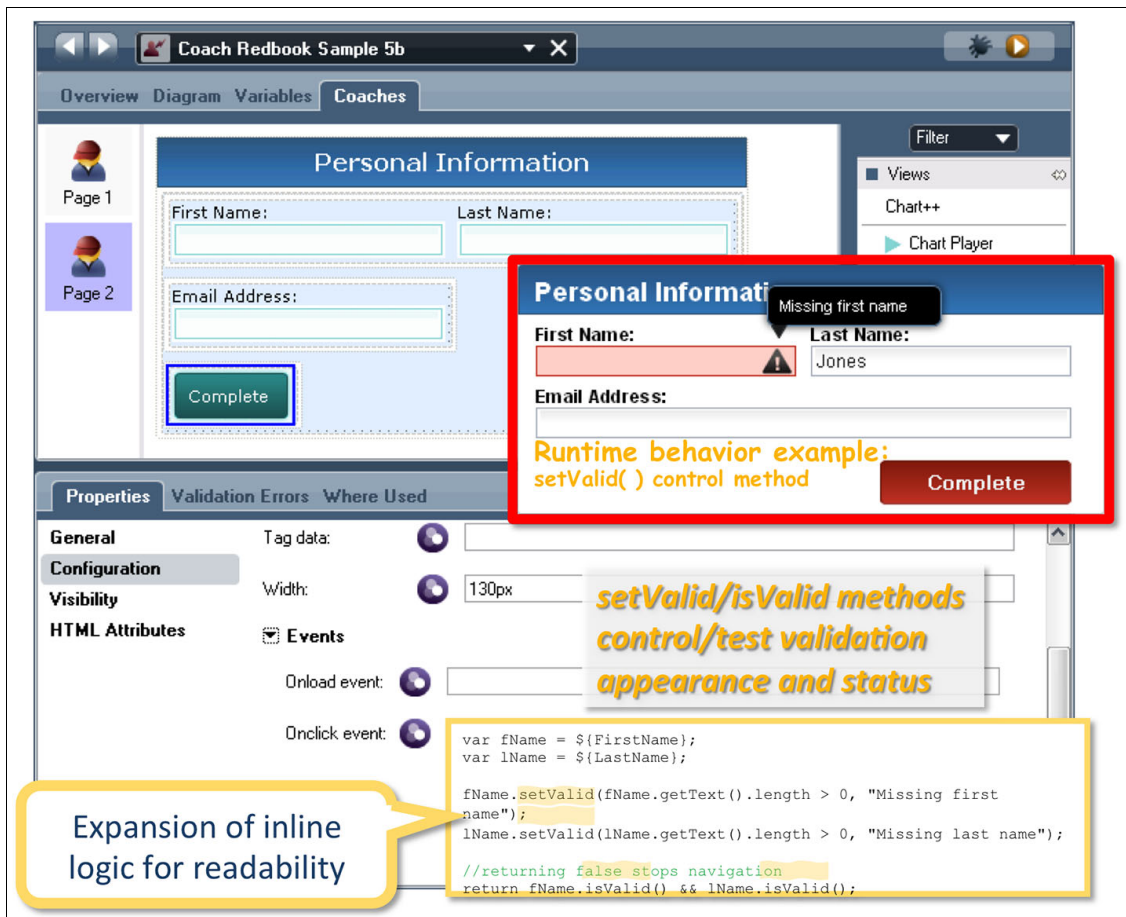 Coach Redbook Sample 5b
Overview Diagram Variables Coaches
Page 1
Page 2
Personal Information
First Name:
Last Name:
Email Address:
Complete
Filter
Views
Chart++
Chart Player
Personal Informati
Missing first name
First Name:
Last Name:
Jones
Email Address:
Runtime behavior example:
setValid( ) control method
Complete
Properties Validation Errors Where Used
General
Configuration
Visibility
HTML Attributes
Tag data:
Width:
130px
Events
Onload event:
Onclick event:
setValid/isValid methods
control/test validation
appearance and status
var fName = ${FirstName};
var lName = ${LastName};
fName.setValid(fName.getText().length > 0, "Missing first
name");
lName.setValid(lName.getText().length > 0, "Missing last name");
//returning false stops navigation
return fName.isValid() && lName.isValid();
Expansion of inline
logic for readability